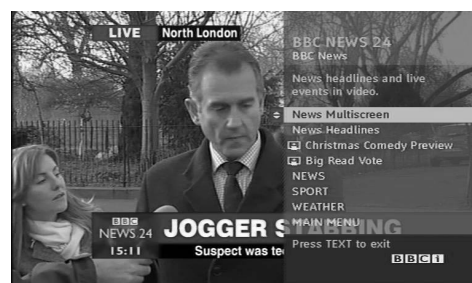 LIVE North London
BBC NEWS 24
BBC News
News headlines and live
events in video.
News Multiscreen
News Headlines
Christmas Comedy Preview
Big Read Vote
NEWS
SPORT
WEATHER
MAIN MENU
Press TEXT to exit
BBCi
BBC
NEWS 24
15:11
JOGGER STABBING
Suspect was